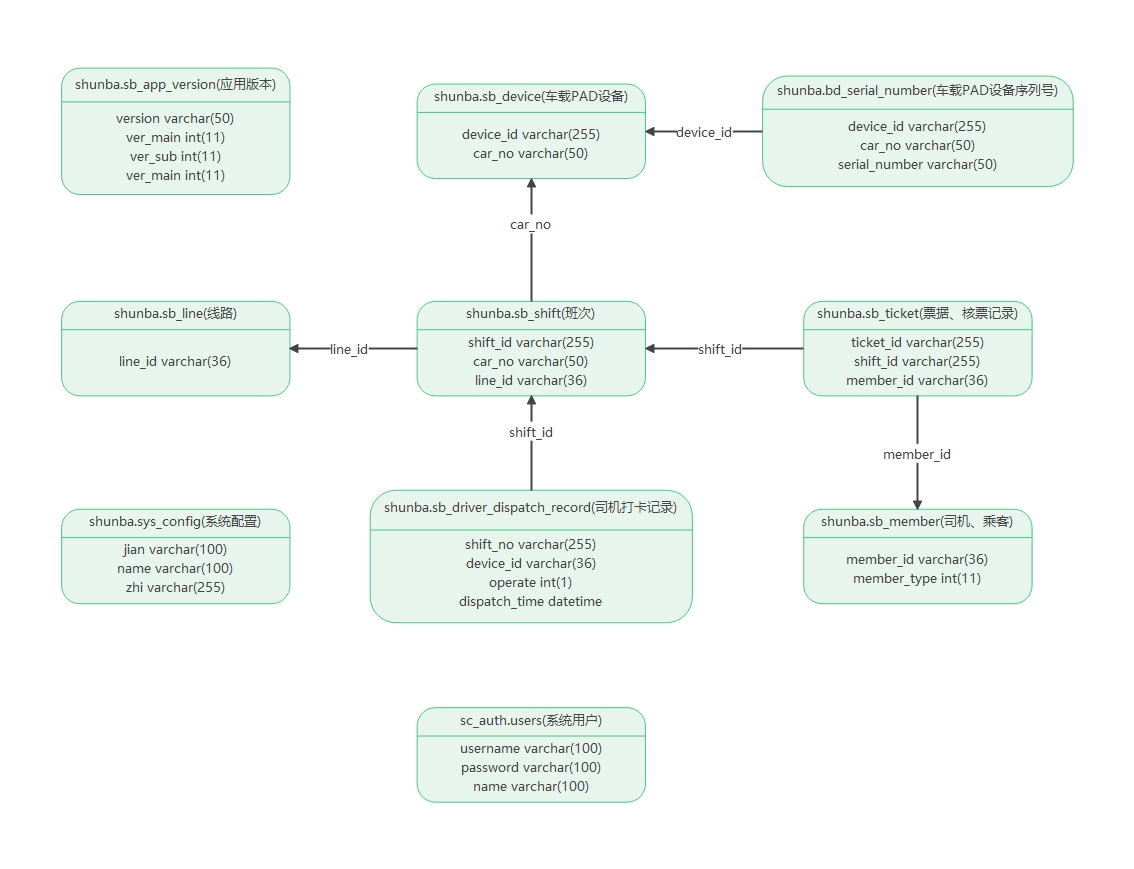 shunba.sb_app_version(应用版本)
version varchar(50)
ver_main int(11)
ver_sub int(11)
ver_main int(11)
shunba.sb_device(车载PAD设备)
device_id varchar(255)
car_no varchar(50)
device_id
shunba.bd_serial_number(车载PAD设备序列号)
device_id varchar(255)
car_no varchar(50)
serial_number varchar(50)
car_no
shunba.sb_line(线路)
line_id varchar(36)
line_id
shunba.sb_shift(班次)
shift_id varchar(255)
car_no varchar(50)
line_id varchar(36)
shift_id
shunba.sb_ticket(票据、核票记录)
ticket_id varchar(255)
shift_id varchar(255)
member_id varchar(36)
shift_id
member_id
shunba.sys_config(系统配置)
jian varchar(100)
name varchar(100)
zhi varchar(255)
shunba.sb_driver_dispatch_record(司机打卡记录)
shift_no varchar(255)
device_id varchar(36)
operate int(1)
dispatch_time datetime
shunba.sb_member(司机、乘客)
member_id varchar(36)
member_type int(11)
sc_auth.users(系统用户)
username varchar(100)
password varchar(100)
name varchar(100)